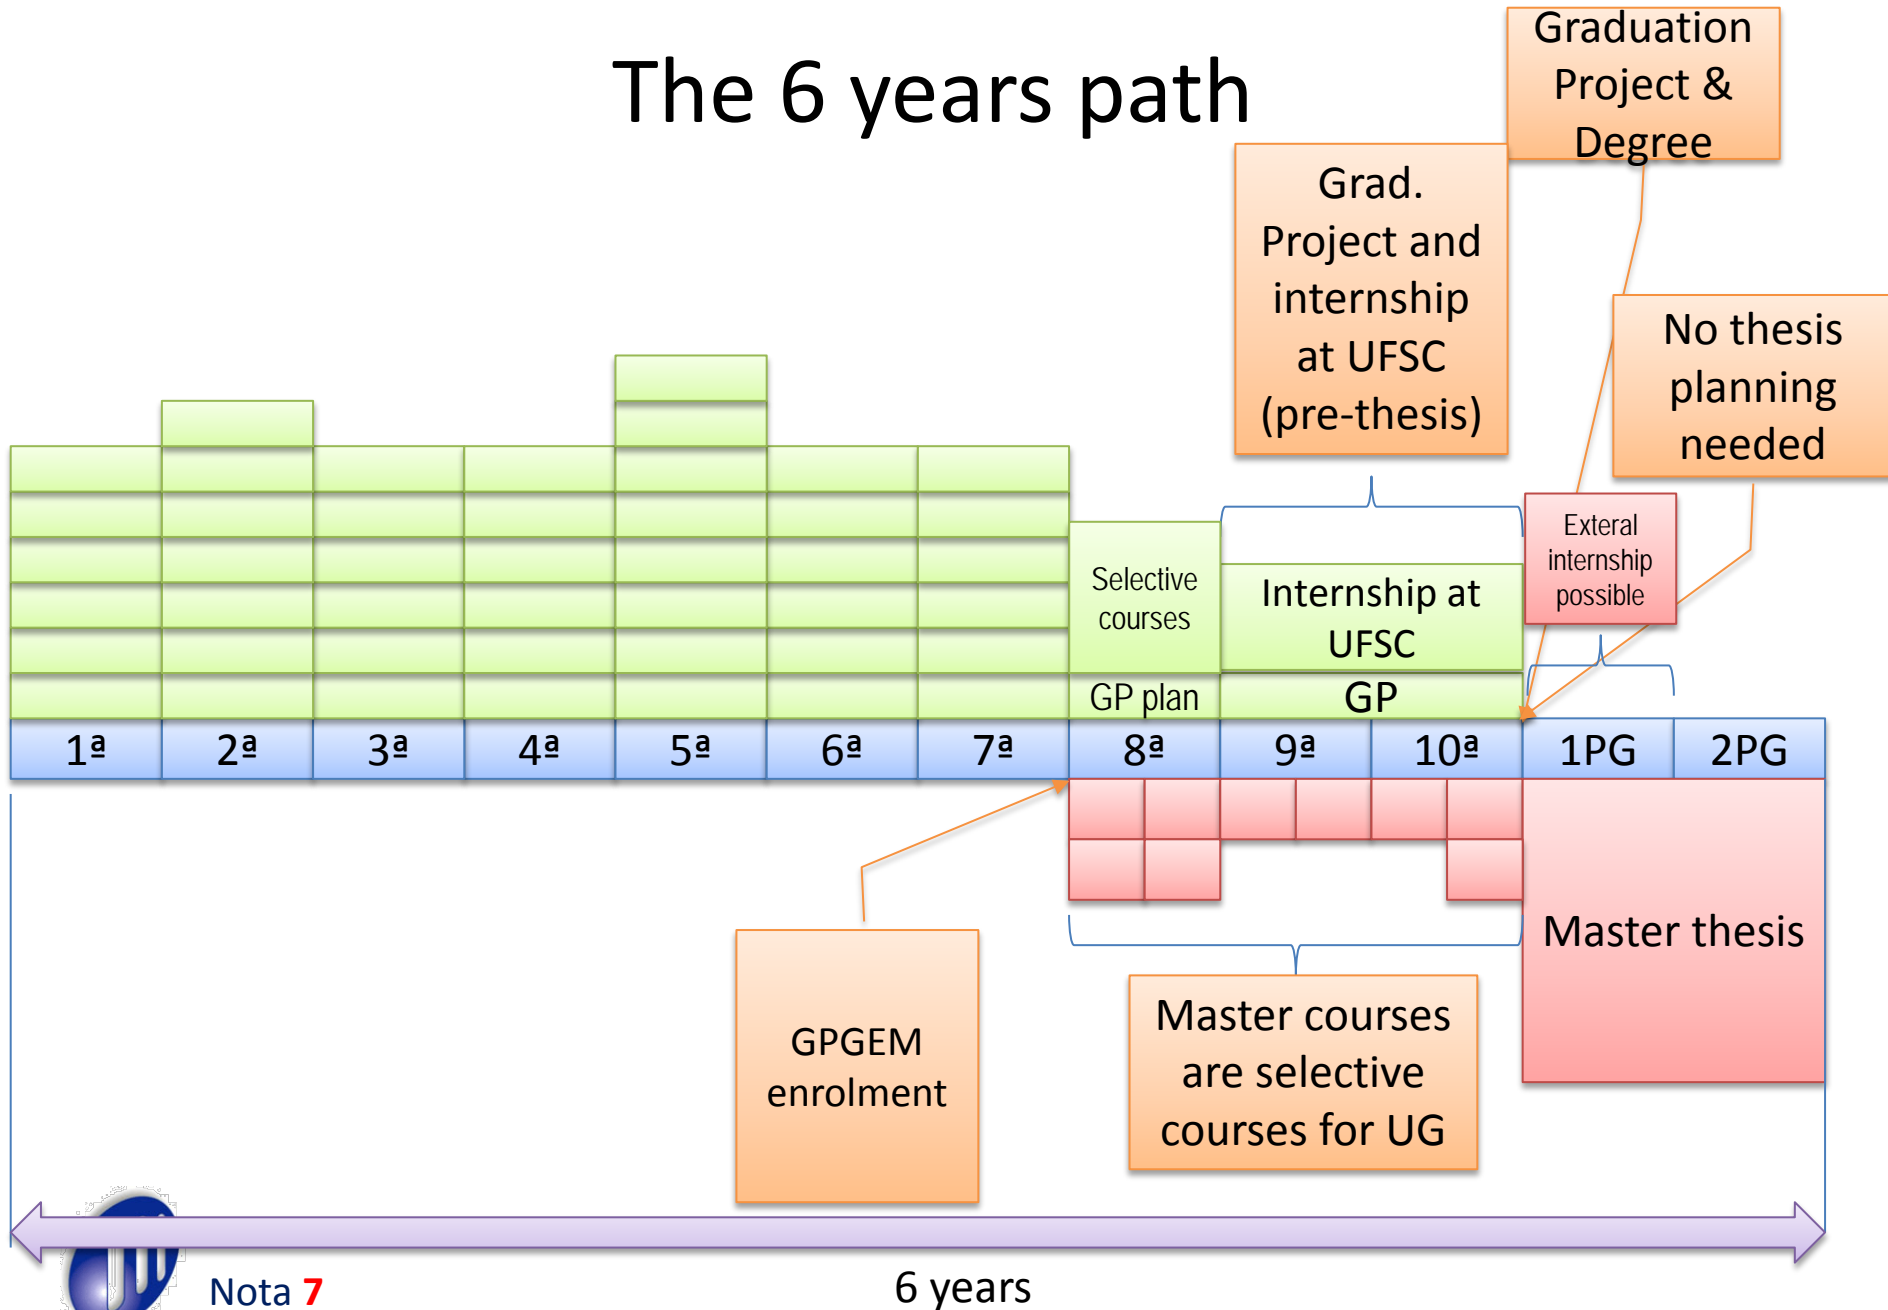 The 6 years path
Graduation
Project &
Degree
Grad.
Project and
internship
at UFSC
(pre-thesis)
No thesis
planning
needed
Exteral
internship
possible
Selective
courses
Internship at
UFSC
GP plan
GP
1ª 2ª 3ª 4ª 5ª 6ª 7ª 8ª 9ª 10ª 1PG 2PG
Master thesis
GPGEM
enrolment
Master courses
are selective
courses for UG
Nota 7
6 years